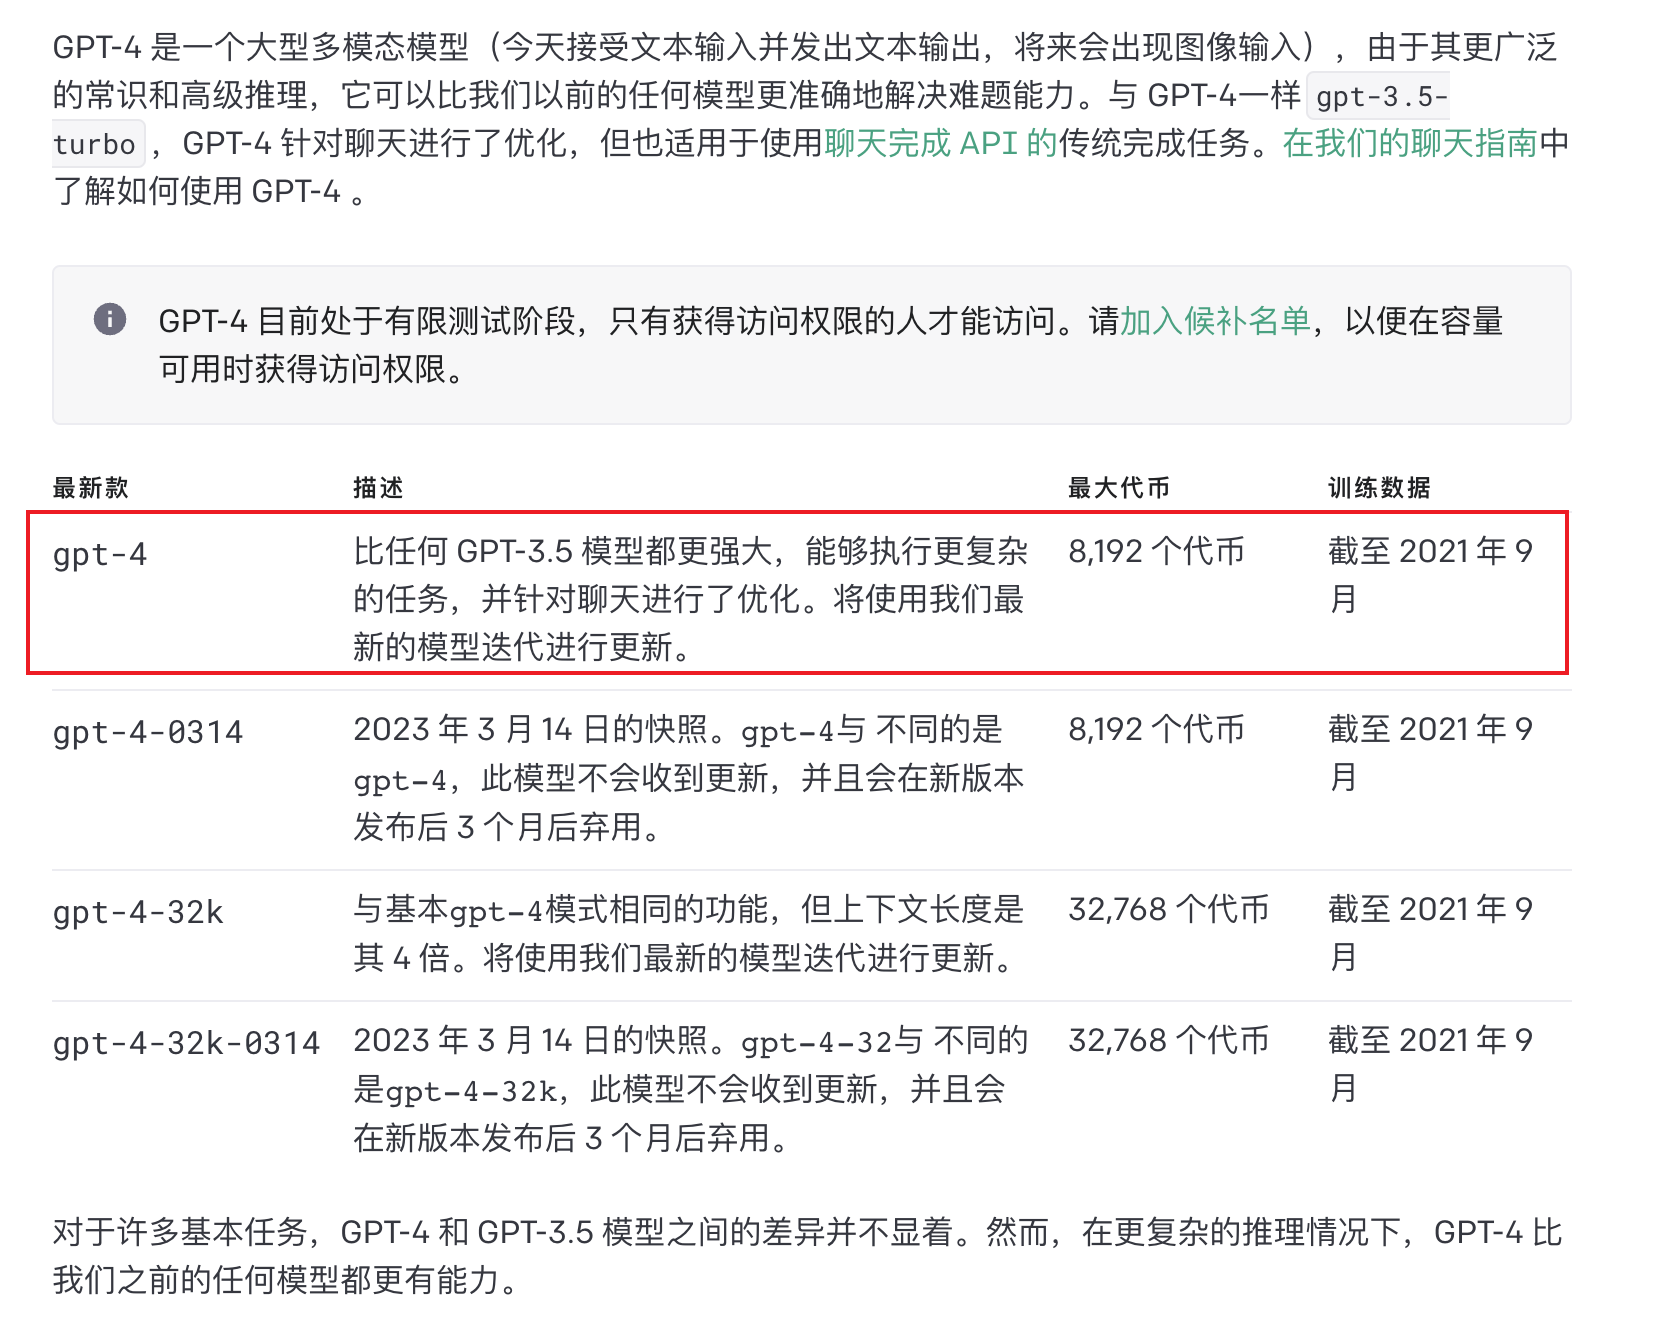 GPT-4 是一个大型多模态模型（今天接受文本输入并发出文本输出，将来会出现图像输入），由于其更广泛
的常识和高级推理，它可以比我们以前的任何模型更准确地解决难题能力。与 GPT-4一样 gpt-3.5-
turbo ，GPT-4 针对聊天进行了优化，但也适用于使用聊天完成 API 的传统完成任务。在我们的聊天指南中
了解如何使用 GPT-4 。
GPT-4 目前处于有限测试阶段，只有获得访问权限的人才能访问。请加入候补名单，以便在容量
可用时获得访问权限。
最新款 描述 最大代币 训练数据
gpt-4 比任何 GPT-3.5 模型都更强大，能够执行更复杂 8,192 个代币 截至 2021 年 9
的任务，并针对聊天进行了优化。将使用我们最 月
新的模型迭代进行更新。
gpt-4-0314 2023 年 3 月 14 日的快照。gpt-4与 不同的是 8,192 个代币 截至 2021 年 9
gpt-4，此模型不会收到更新，并且会在新版本 月
发布后 3 个月后弃用。
gpt-4-32k 与基本gpt-4模式相同的功能，但上下文长度是 32,768 个代币 截至 2021 年 9
其 4 倍。将使用我们最新的模型迭代进行更新。 月
gpt-4-32k-0314 2023 年 3 月 14 日的快照。gpt-4-32与 不同的 32,768 个代币 截至 2021 年 9
是gpt-4-32k，此模型不会收到更新，并且会 月
在新版本发布后 3 个月后弃用。
对于许多基本任务，GPT-4 和 GPT-3.5 模型之间的差异并不显着。然而，在更复杂的推理情况下，GPT-4 比
我们之前的任何模型都更有能力。